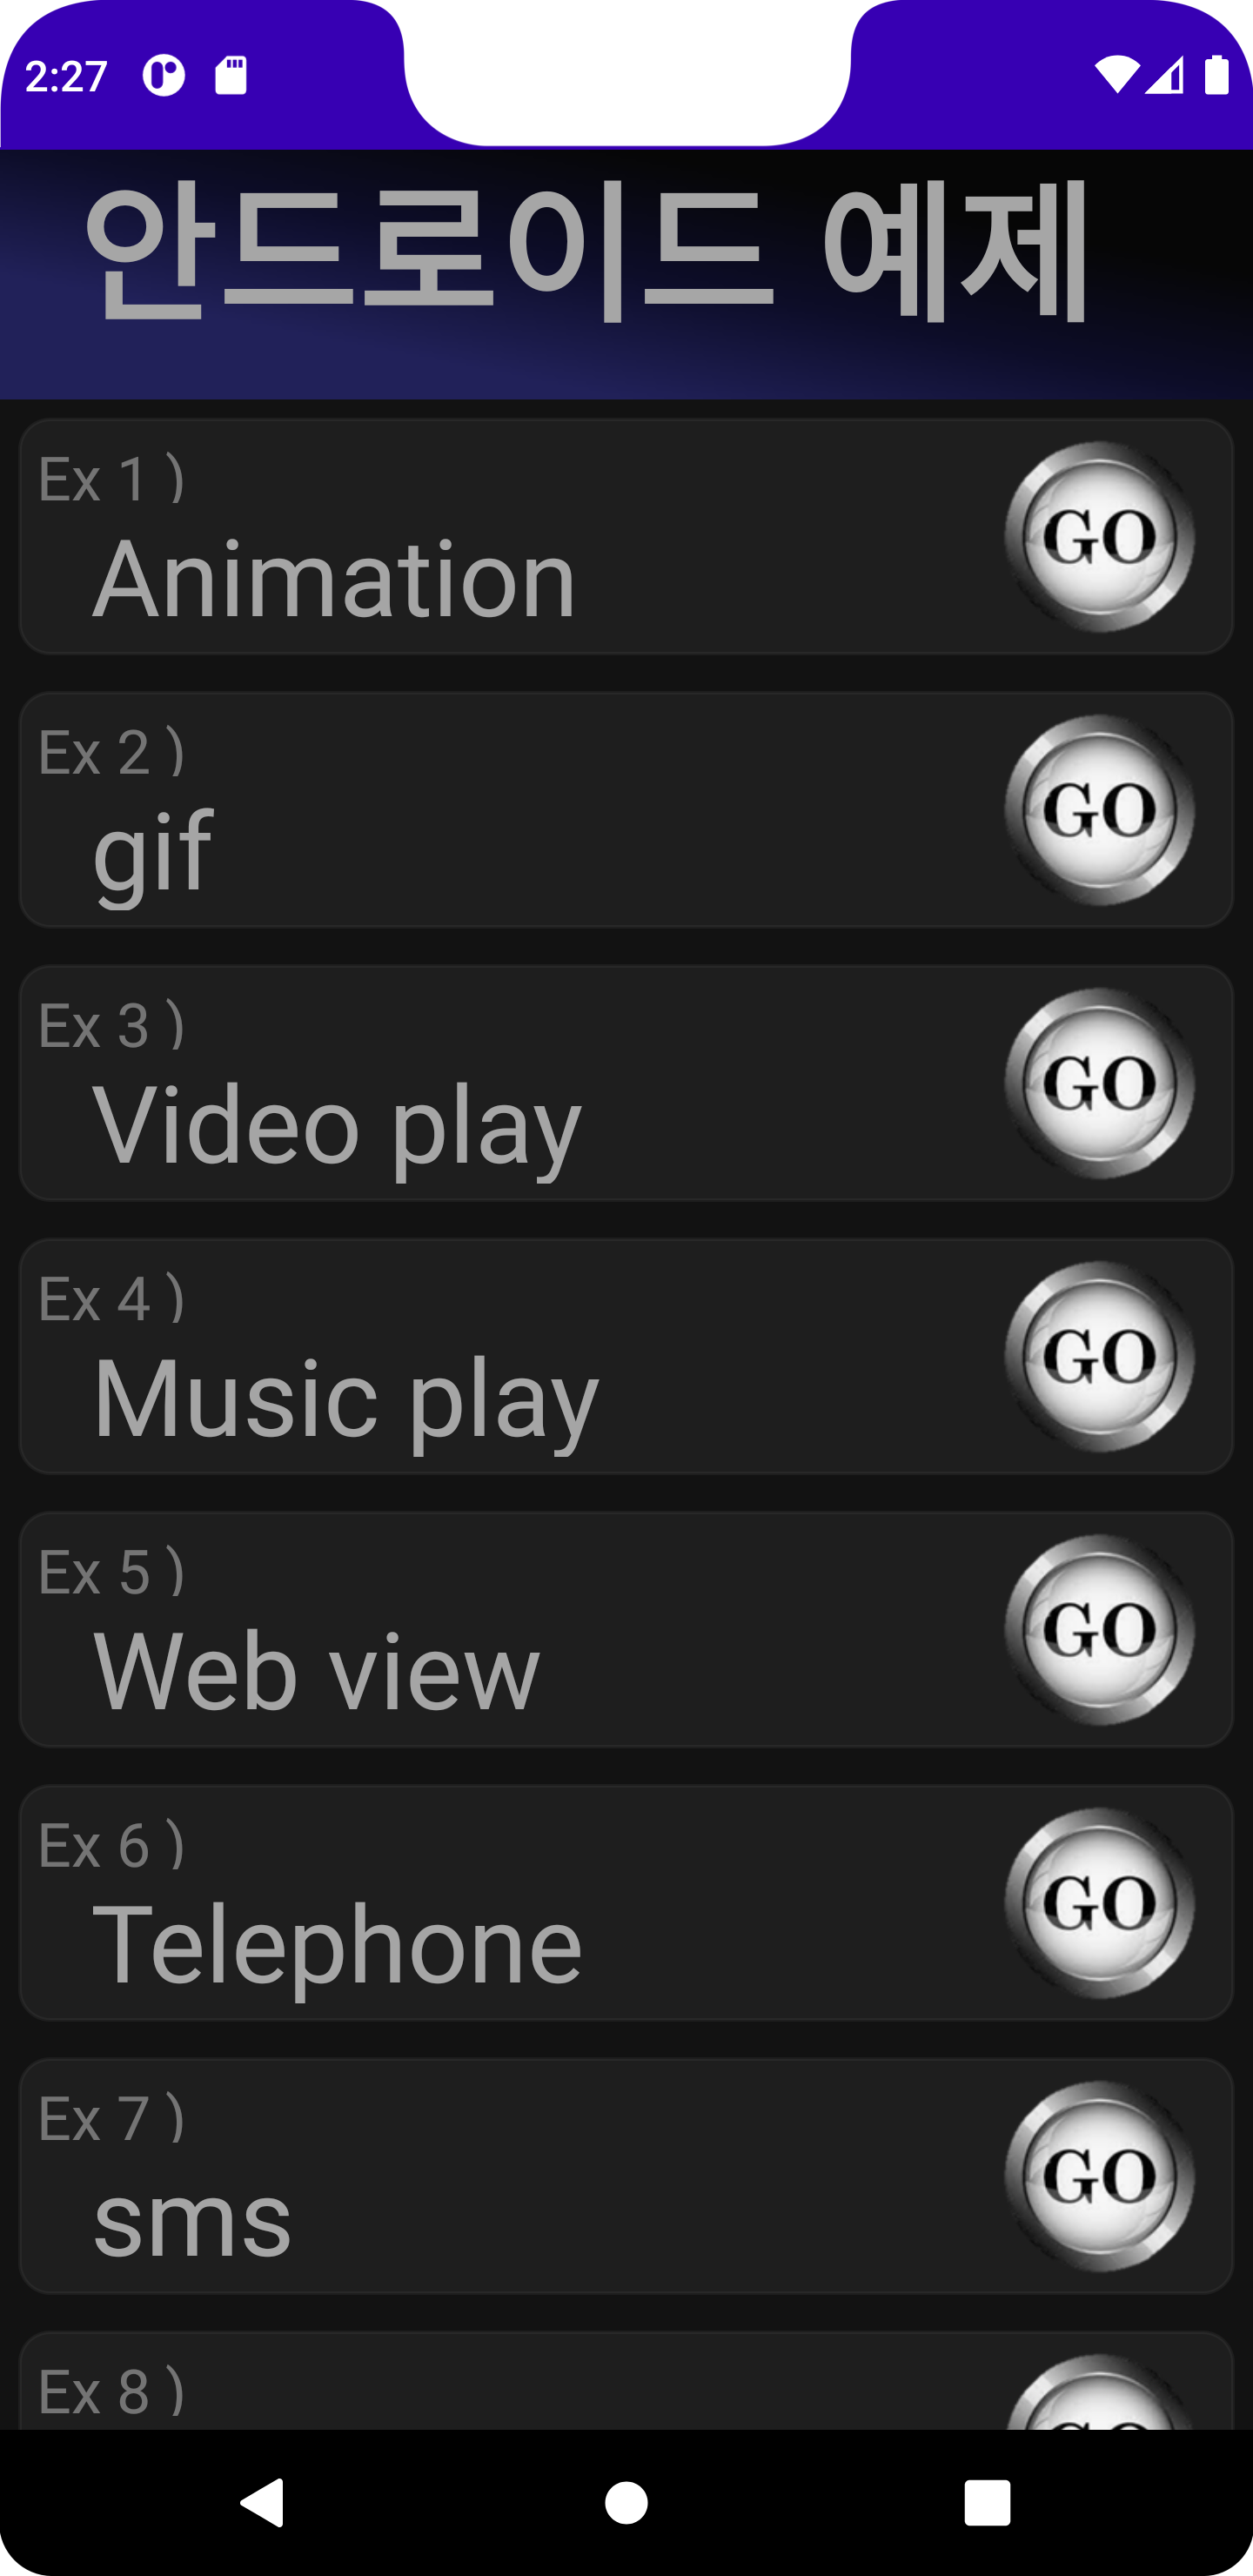 2:27
안드로이드 예제
Ex 1 )
Animation
GO
Ex 2 )
gif
GO
Ex 3 )
Video play
GO
Ex 4 )
Music play
GO
Ex 5 )
Web view
GO
Ex 6 )
Telephone
GO
Ex 7 )
sms
GO
Ex 8 )